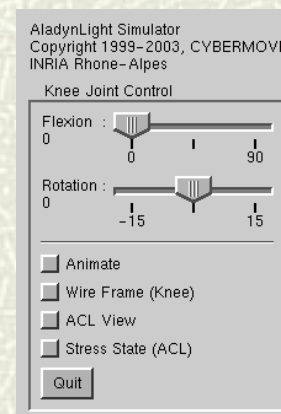 AladynLight Simulator
Copyright 1999-2003, CYBERMOVE
INRIA Rhone-Alpes
Knee Joint Control
Flexion :
0
0 90
Rotation :
0
-15 15
Animate
Wire Frame (Knee)
ACL View
Stress State (ACL)
Quit